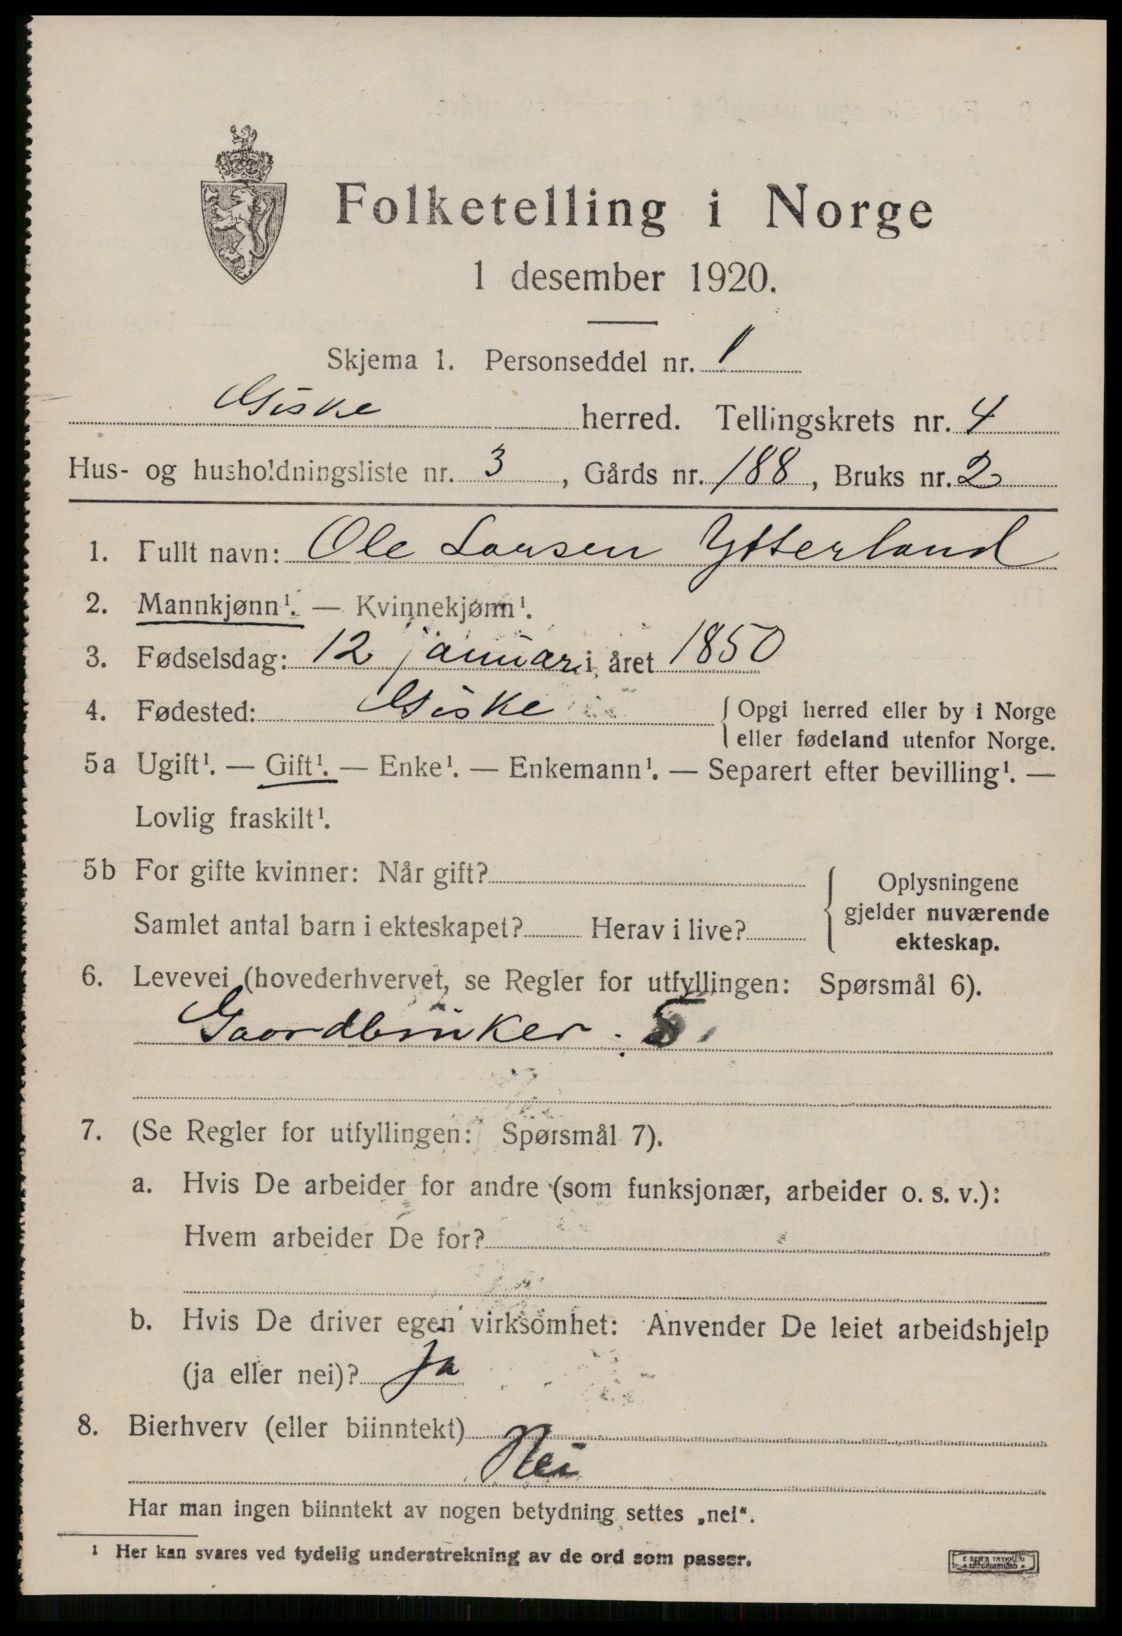 Folketelling i Norge
1 desember 1920.
Skjema 1. Personseddel nr. 1
Giske herred. Tellingskrets nr. 4
Hus- og husholdningsliste nr. 3, Gårds nr. 188, Bruks nr. 2
1. Fullt navn: Ole Larsen Ytterland
2. Mannkjønn¹. — Kvinnekjønn¹.
3. Fødselsdag: 12 januar i året 1850
4. Fødested: Giske { Opgi herred eller by i Norge
eller fødeland utenfor Norge.
5a Ugift¹. — Gift¹. — Enke¹. — Enkemann¹. — Separert efter bevilling¹. —
Lovlig fraskilt¹.
5b For gifte kvinner: Når gift? { Oplysningene
gjelder nuværende
Samlet antal barn i ekteskapet? Herav i live?
ekteskap.
6. Levevei (hovederhvervet, se Regler for utfyllingen: Spørsmål 6).
Gaardbruker. S.
7. (Se Regler for utfyllingen: Spørsmål 7).
a. Hvis De arbeider for andre (som funksjonær, arbeider o. s. v.):
Hvem arbeider De for?
b. Hvis De driver egen virksomhet: Anvender De leiet arbeidshjelp
(ja eller nei)? Ja
8. Bierhverv (eller biinntekt)
Nei
Har man ingen biinntekt av nogen betydning settes „nei".
¹ Her kan svares ved tydelig understrekning av de ord som passer.